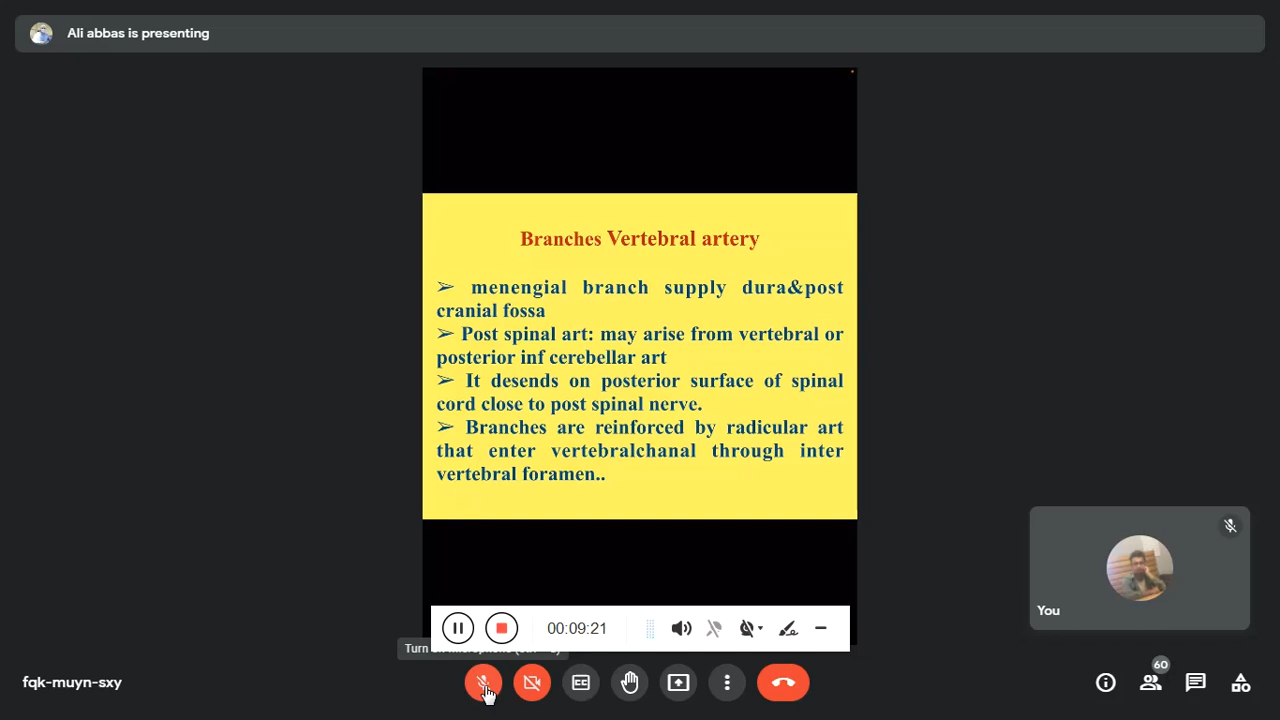 Ali abbas is presenting
Branches Vertebral artery
➢ menengial branch supply dura&post
cranial fossa
➢ Post spinal art: may arise from vertebral or
posterior inf cerebellar art
➢ It desends on posterior surface of spinal
cord close to post spinal nerve.
➢ Branches are reinforced by radicular art
that enter vertebralchanal through inter
vertebral foramen..
You
00:09:21
60
fqk-muyn-sxy